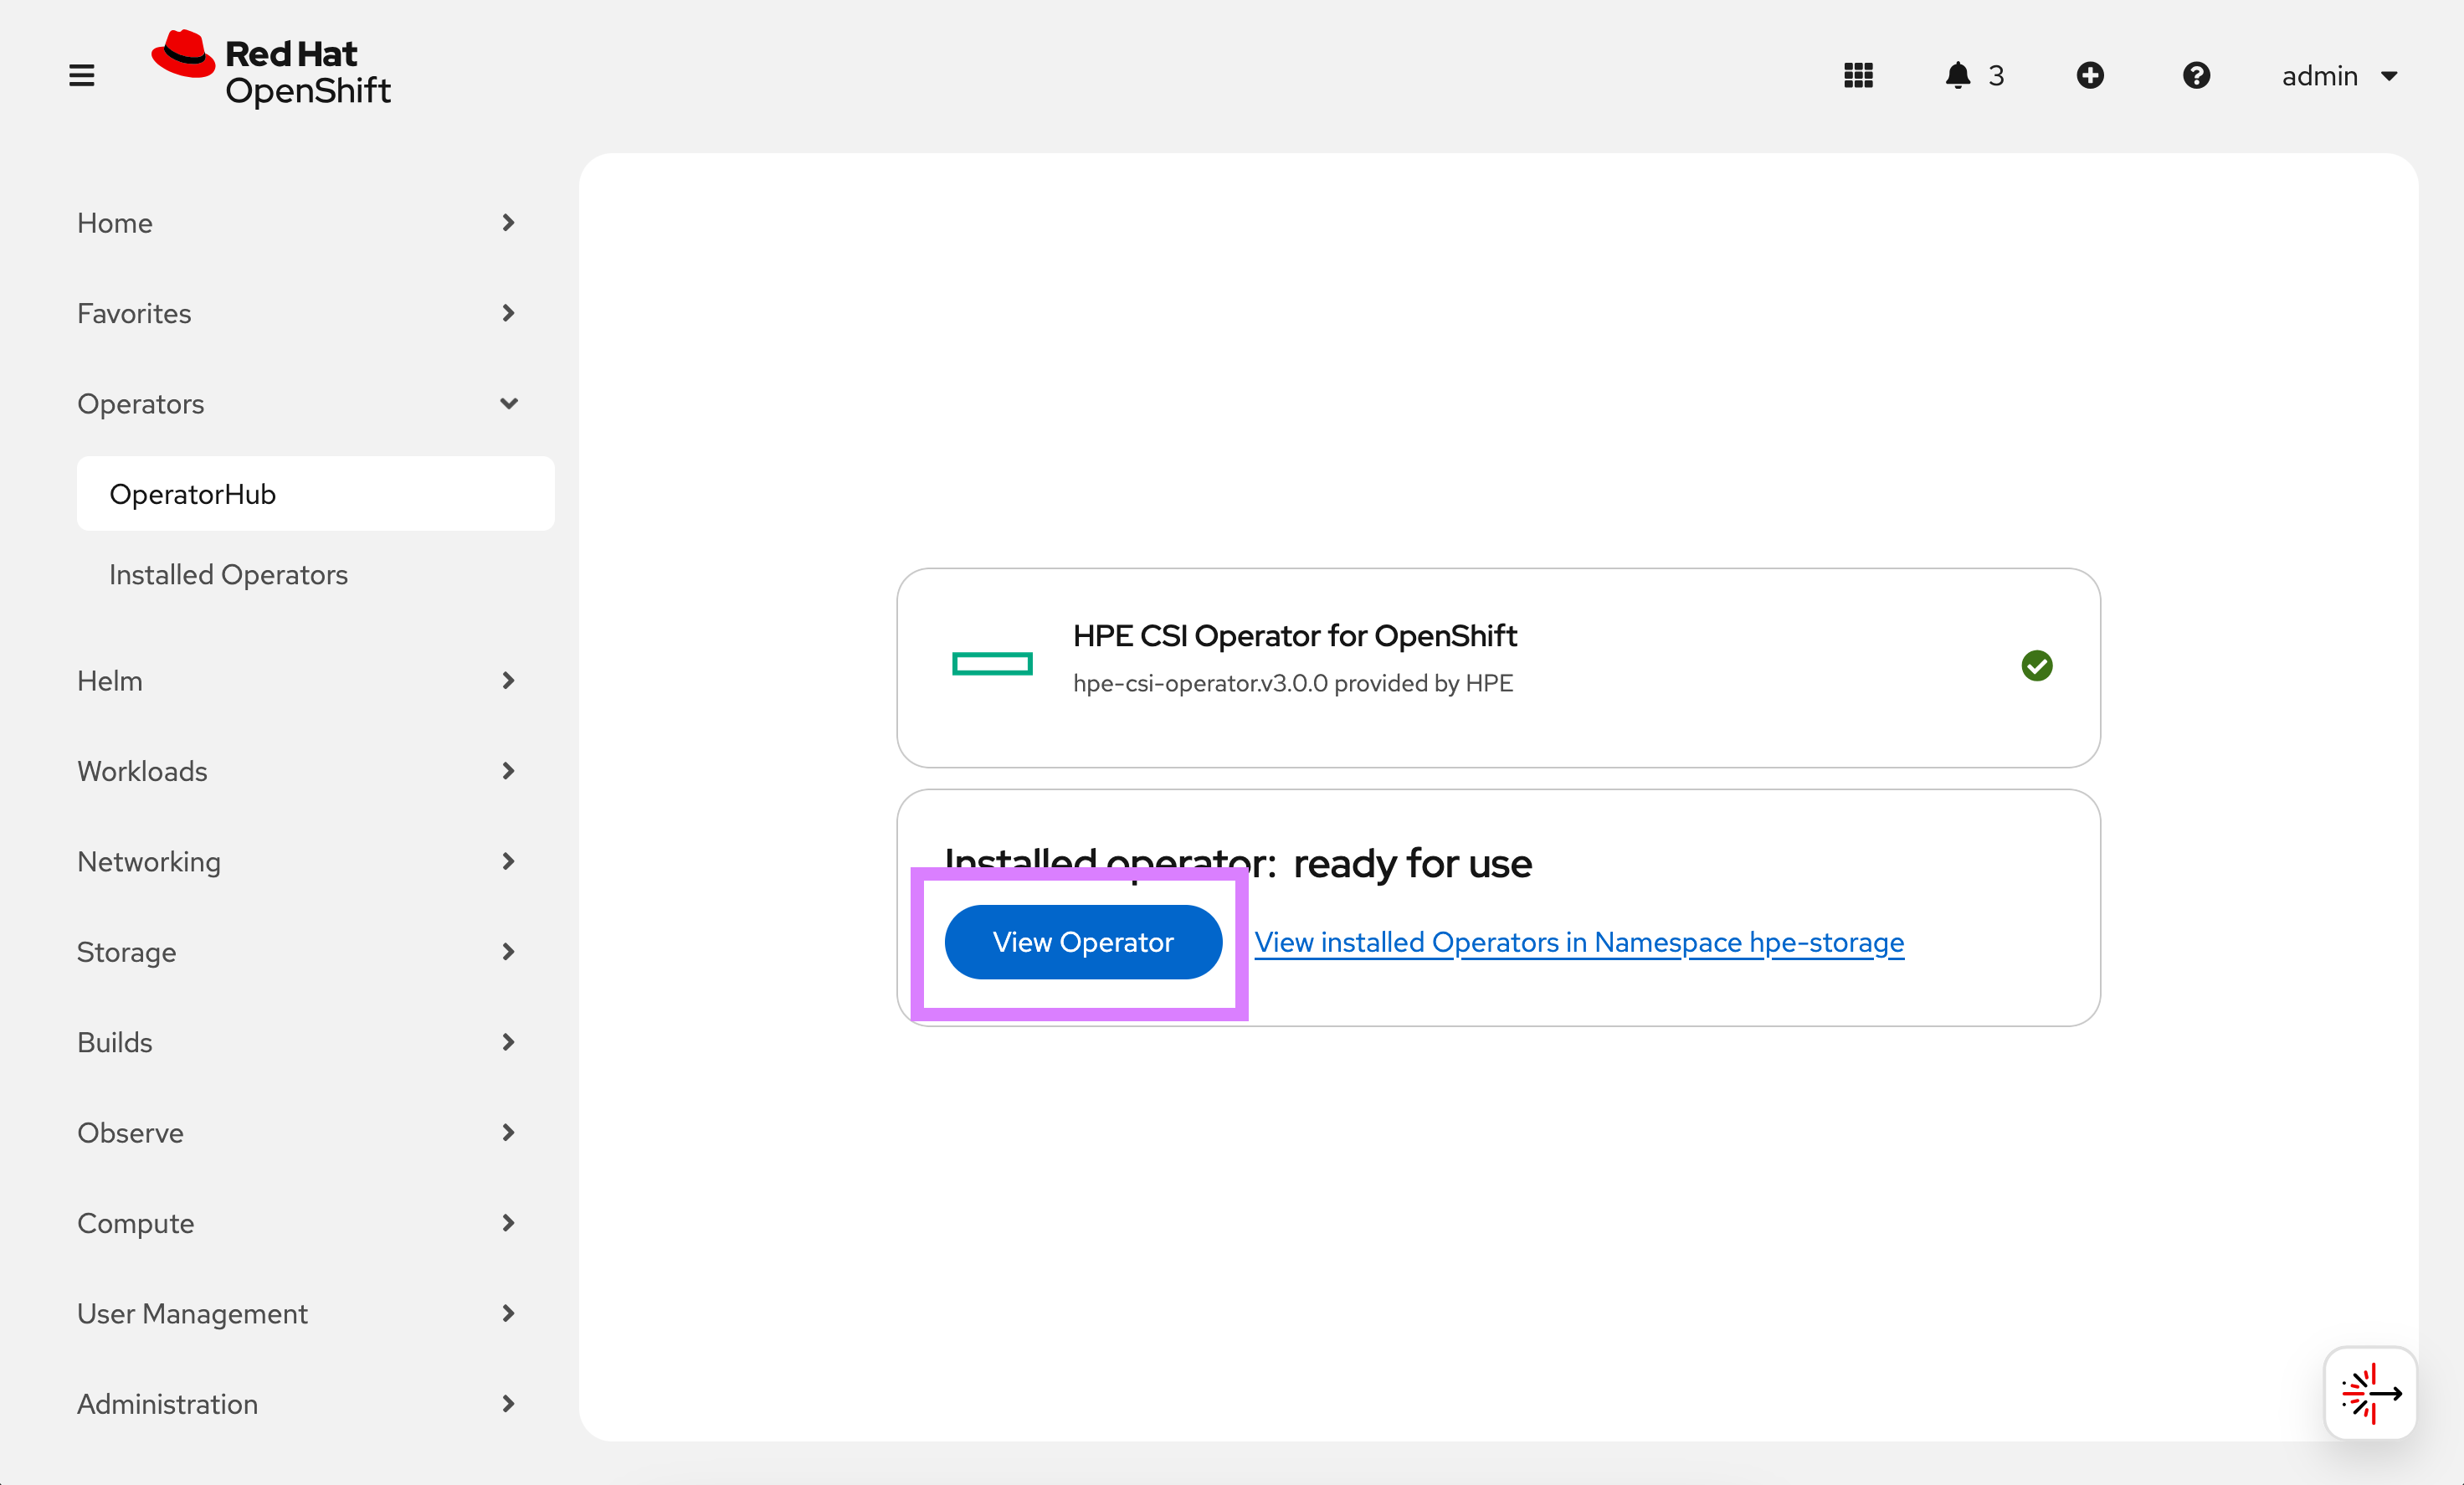 Red Hat
OpenShift
3
admin
Home
Favorites
Operators
OperatorHub
Installed Operators
Helm
Workloads
Networking
Storage
Builds
Observe
Compute
User Management
Administration
HPE CSI Operator for OpenShift
hpe-csi-operator.v3.0.0 provided by HPE
Installed operator: ready for use
View Operator
View installed Operators in Namespace hpe-storage